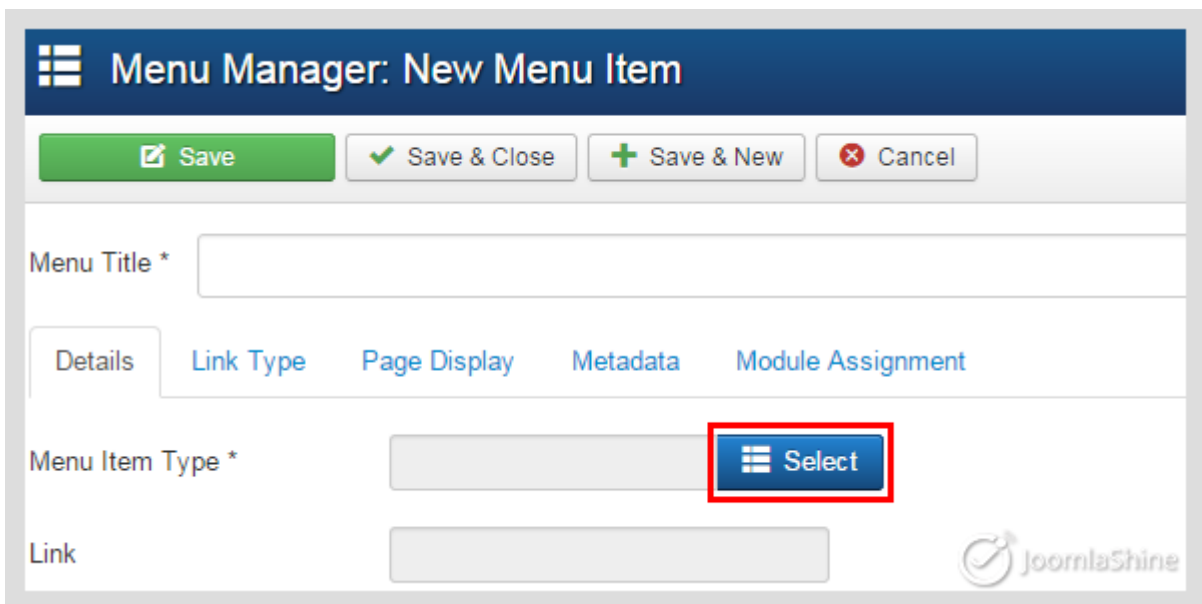 Menu Manager: New Menu Item
Save Save & Close Save & New Cancel
Menu Title *
Details Link Type Page Display Metadata Module Assignment
Menu Item Type * Select
Link
JoomlaShine